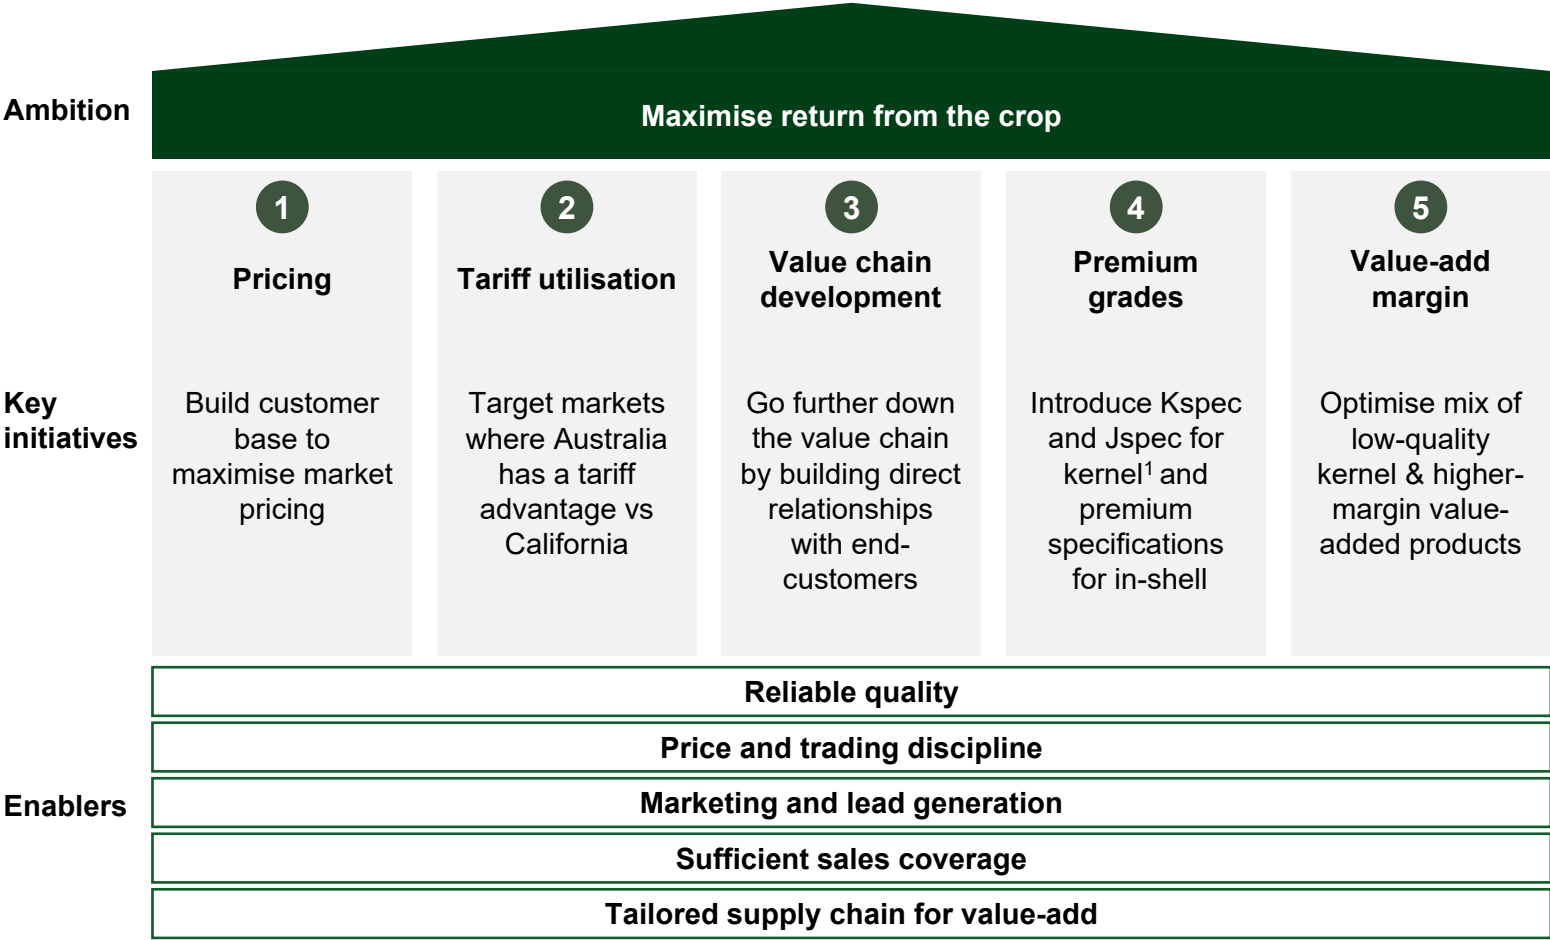 Ambition
Maximise return from the crop
Key
initiatives
1
Pricing
Build customer
base to
maximise market
pricing
2
Tariff utilisation
Target markets
where Australia
has a tariff
advantage vs
California
3
Value chain
development
Go further down
the value chain
by building direct
relationships
with end-
customers
4
Premium
grades
Introduce Kspec
and Jspec for
kernel¹ and
premium
specifications
for in-shell
5
Value-add
margin
Optimise mix of
low-quality
kernel & higher-
margin value-
added products
Enablers
Reliable quality
Price and trading discipline
Marketing and lead generation
Sufficient sales coverage
Tailored supply chain for value-add